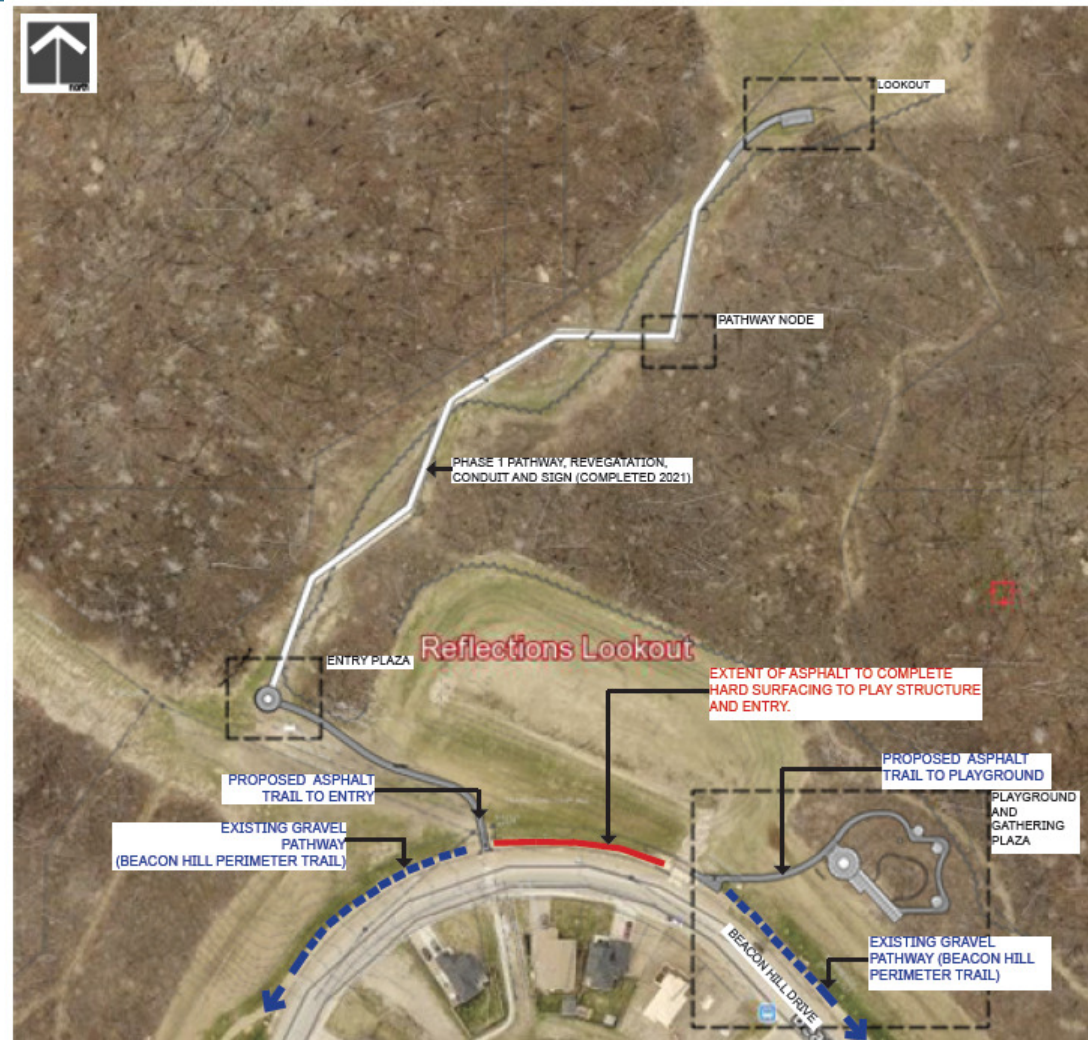 north
LOOKOUT
PATHWAY NODE
PHASE 1 PATHWAY, REVEGATATION,
CONDUIT AND SIGN (COMPLETED 2021)
ENTRY PLAZA
Reflections Lookout
EXTENT OF ASPHALT TO COMPLETE
HARD SURFACING TO PLAY STRUCTURE
AND ENTRY.
PROPOSED ASPHALT
TRAIL TO ENTRY
PROPOSED ASPHALT
TRAIL TO PLAYGROUND
PLAYGROUND
AND
GATHERING
PLAZA
EXISTING GRAVEL
PATHWAY
(BEACON HILL PERIMETER TRAIL)
BEACON HILL DRIVE
EXISTING GRAVEL
PATHWAY (BEACON HILL
PERIMETER TRAIL)